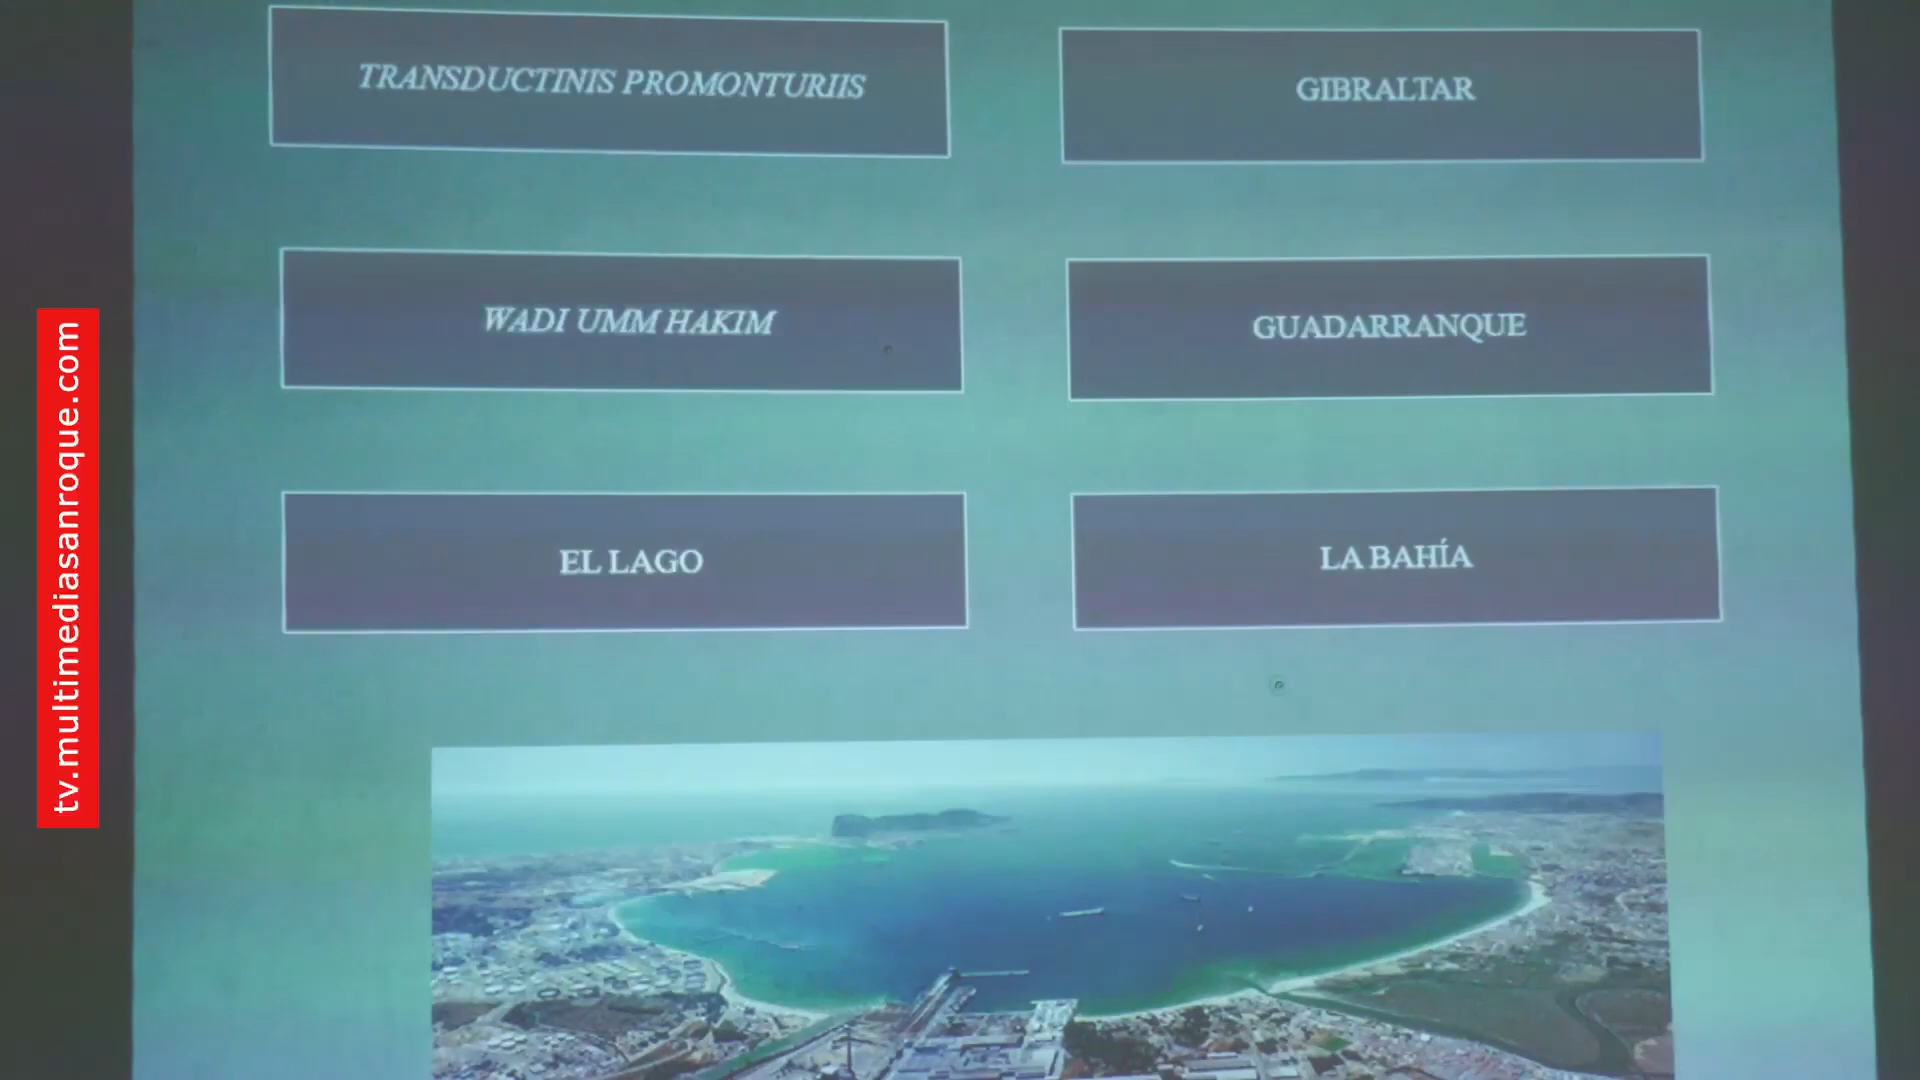 TRANSDUCTINIS PROMONTURIIS
GIBRALTAR
WADI UMM HAKIM
GUADARRANQUE
EL LAGO
LA BAHÍA
tv.multimediasanroque.com